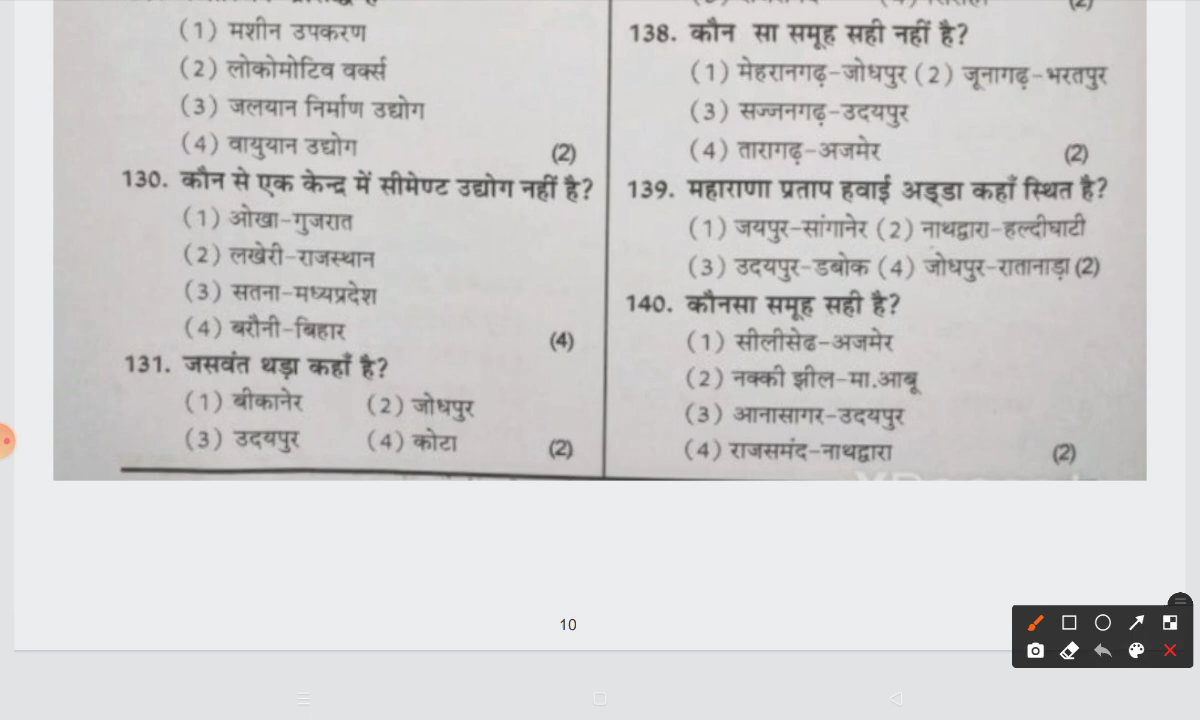 (1) मशीन उपकरण
(2) लोकोमोटिव वर्क्स
(3) जलयान निर्माण उद्योग
(4) वायुयान उद्योग (2)
130. कौन से एक केन्द्र में सीमेण्ट उद्योग नहीं है?
(1) ओखा-गुजरात
(2) लखेरी-राजस्थान
(3) सतना-मध्यप्रदेश
(4) बरौनी-बिहार (4)
131. जसवंत थड़ा कहाँ है?
(1) बीकानेर (2) जोधपुर
(3) उदयपुर (4) कोटा (2)
(2)
138. कौन सा समूह सही नहीं है?
(1) मेहरानगढ़-जोधपुर (2) जूनागढ़-भरतपुर
(3) सज्जनगढ़-उदयपुर
(4) तारागढ़-अजमेर (2)
139. महाराणा प्रताप हवाई अड्डा कहाँ स्थित है?
(1) जयपुर-सांगानेर (2) नाथद्वारा-हल्दीघाटी
(3) उदयपुर-डबोक (4) जोधपुर-रातानाड़ा (2)
140. कौनसा समूह सही है?
(1) सीलीसेढ-अजमेर
(2) नक्की झील-मा.आबू
(3) आनासागर-उदयपुर
(4) राजसमंद-नाथद्वारा (2)
10